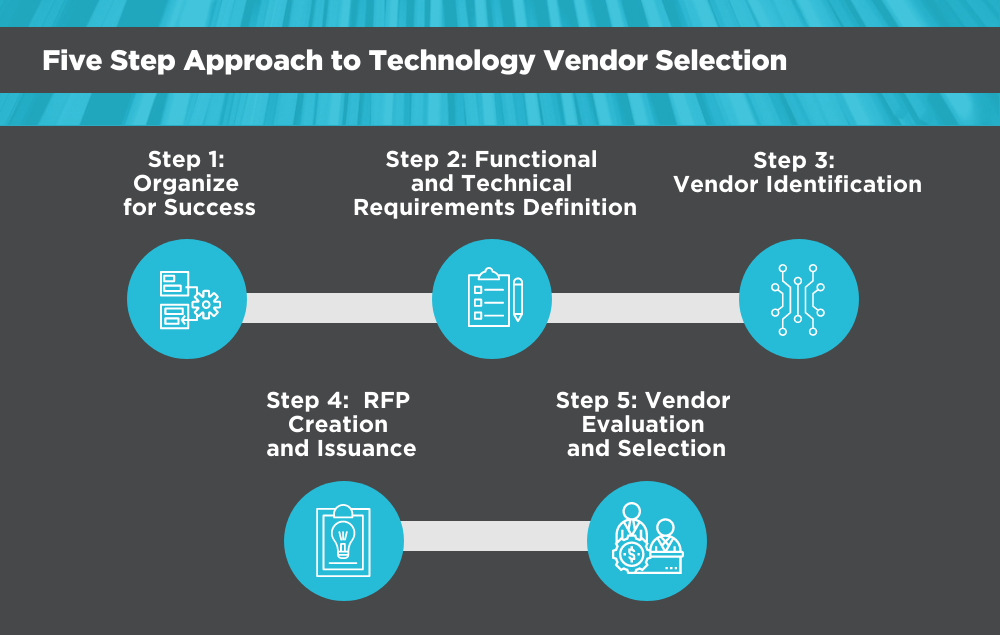 Five Step Approach to Technology Vendor Selection
Step 1:
Organize
for Success
Step 2: Functional
and Technical
Requirements Definition
Step 3:
Vendor Identification
Step 4:  RFP
Creation
and Issuance
Step 5: Vendor
Evaluation
and Selection
$